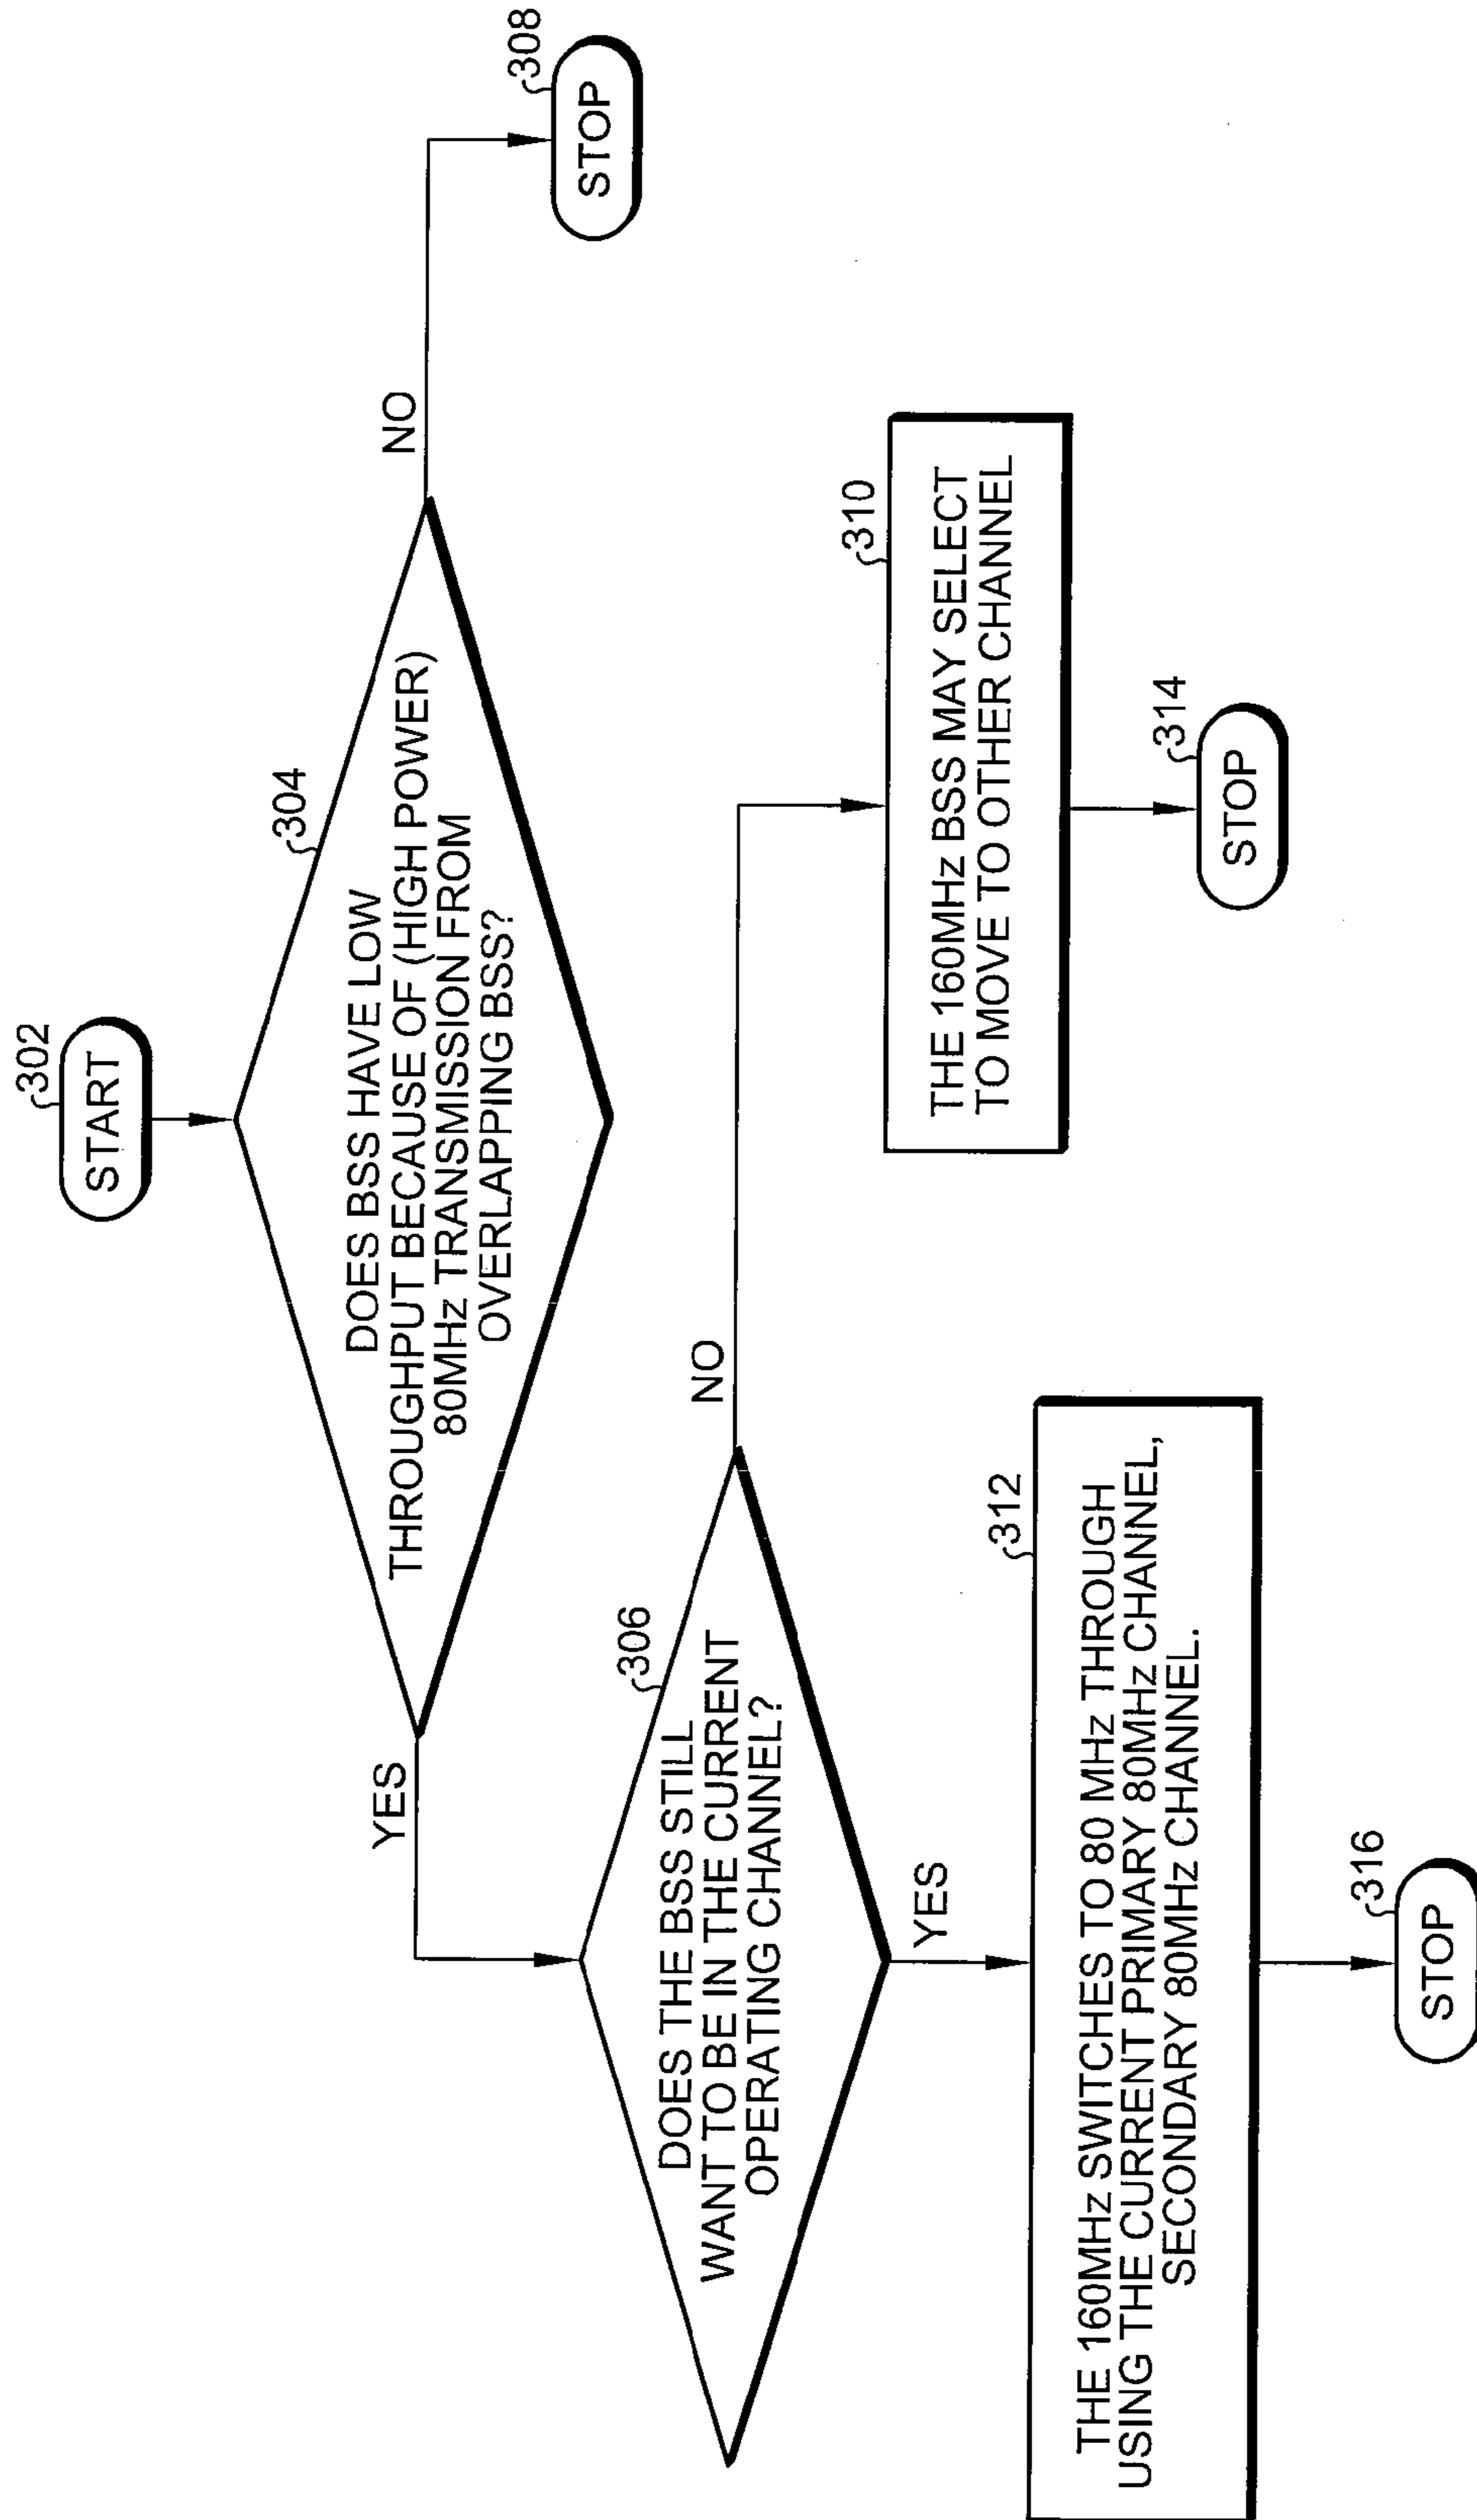 302
START
304
DOES BSS HAVE LOW
THROUGHPUT BECAUSE OF (HIGH POWER)
80MHz TRANSMISSION FROM
OVERLAPPING BSS?
YES
NO
308
STOP
306
DOES THE BSS STILL
WANT TO BE IN THE CURRENT
OPERATING CHANNEL?
NO
YES
310
THE 160MHz BSS MAY SELECT
TO MOVE TO OTHER CHANNEL
314
STOP
312
THE 160MHz SWITCHES TO 80 MHz THROUGH
USING THE CURRENT PRIMARY 80MHz CHANNEL,
SECONDARY 80MHz CHANNEL.
316
STOP